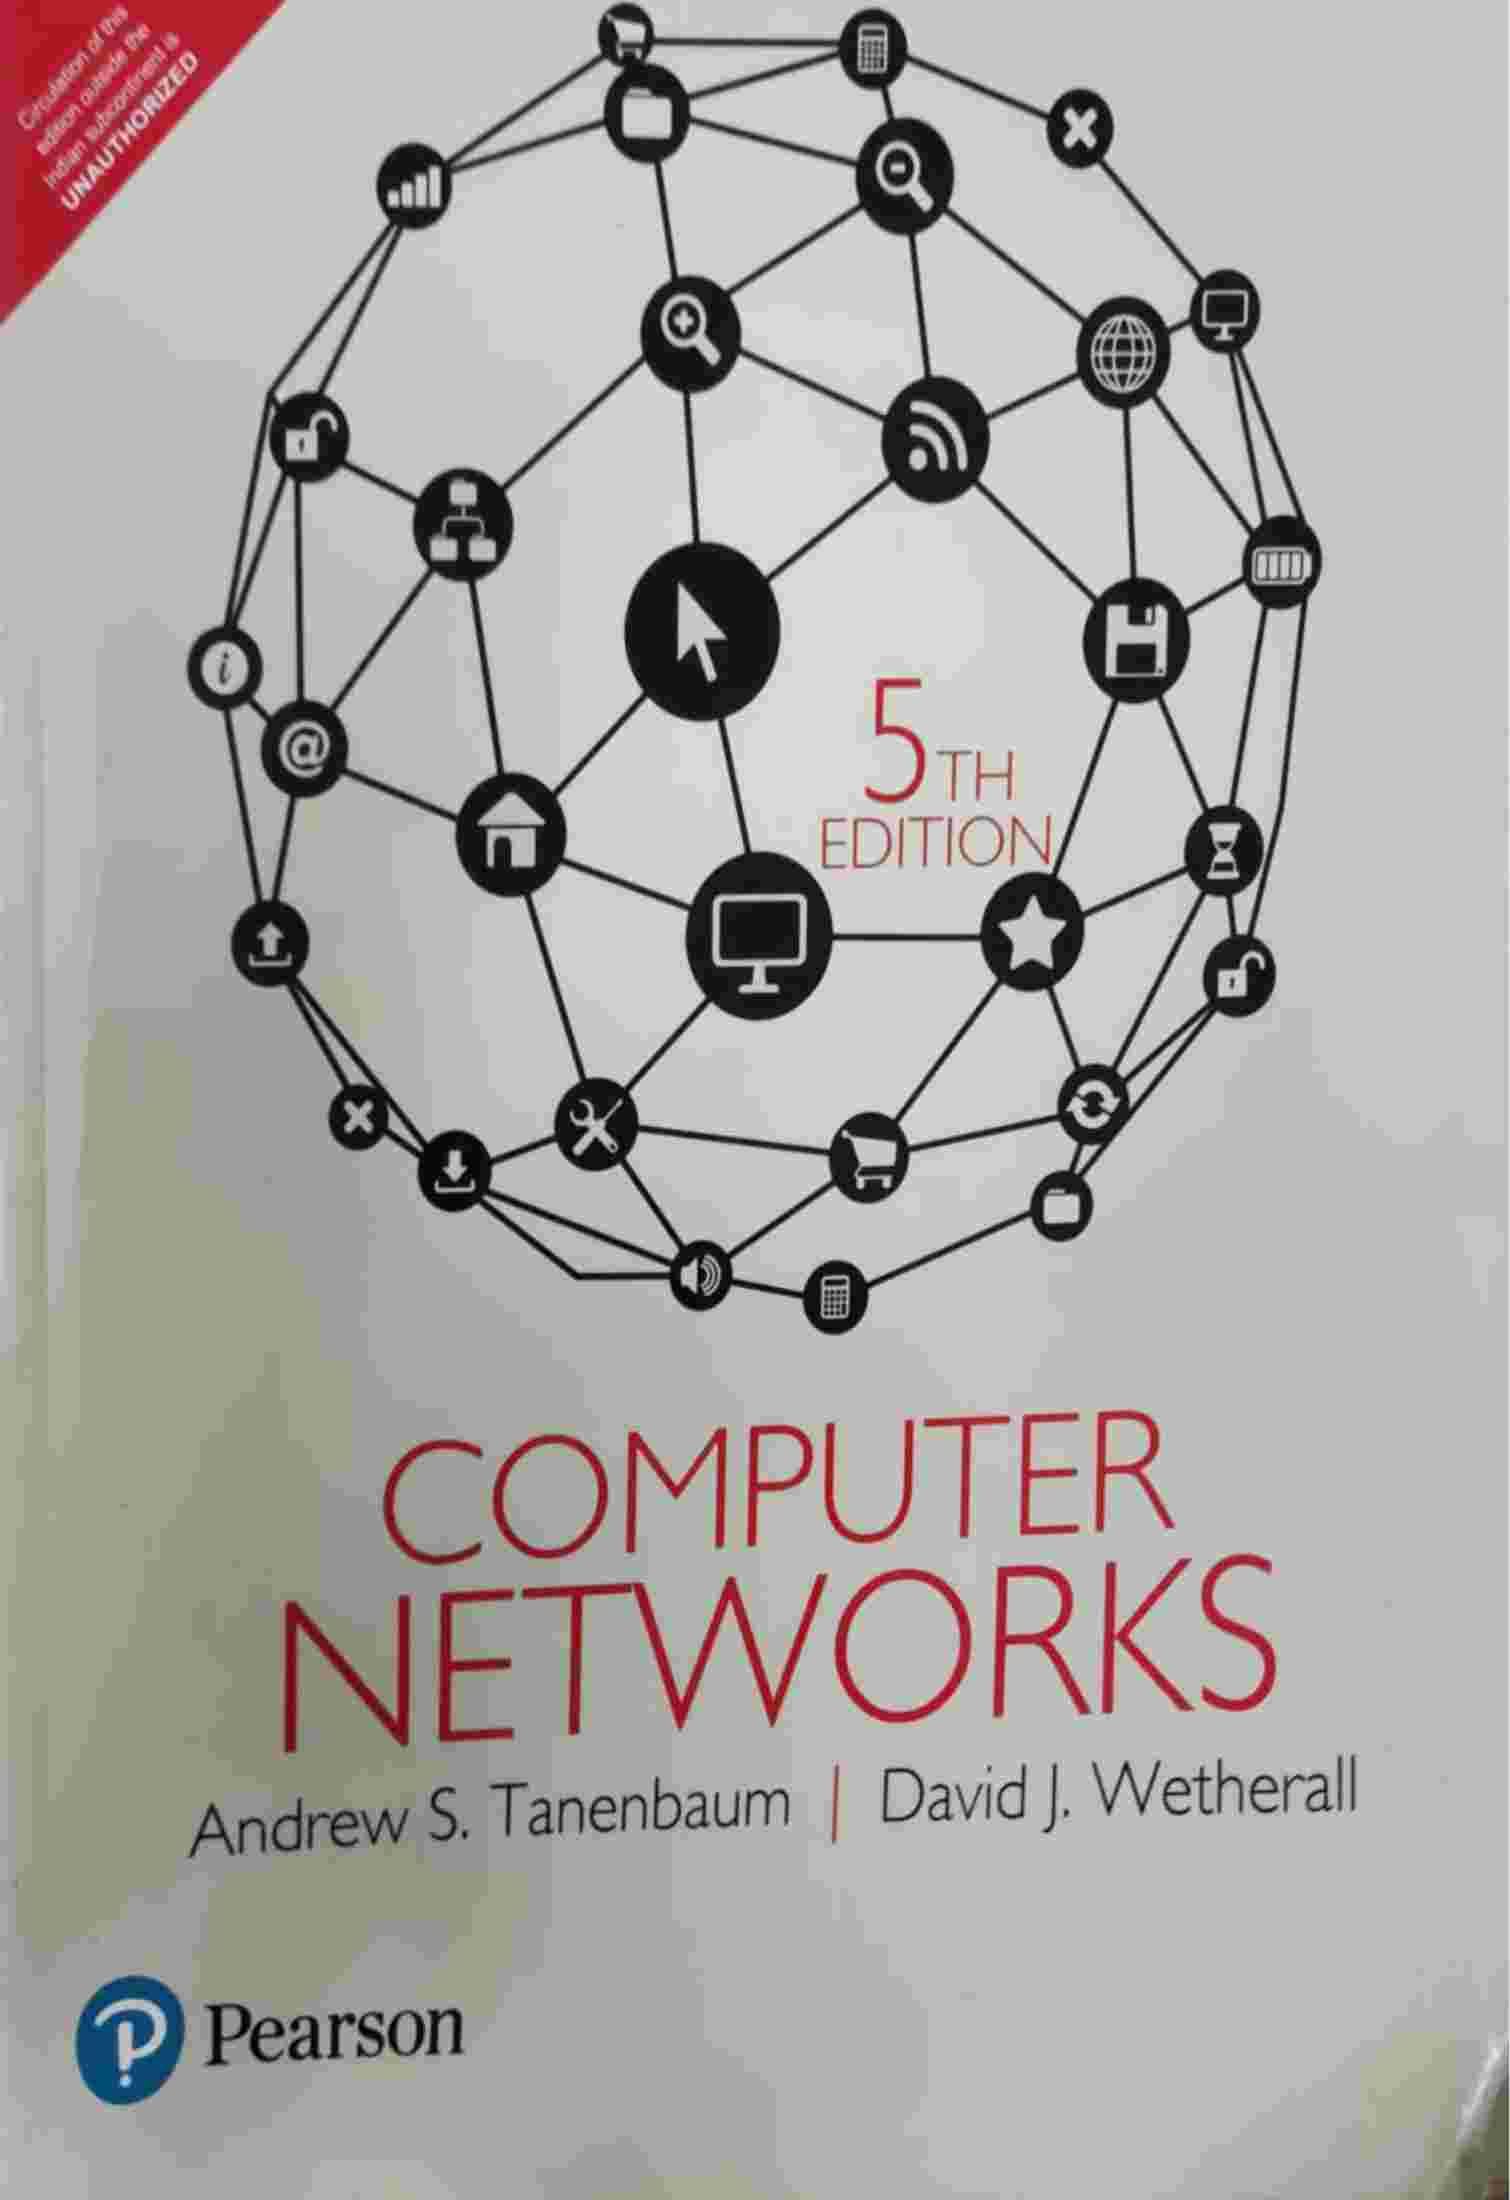 Circulation of this
edition outside the
Indian subcontinent is
UNAUTHORIZED
i
@
5TH
EDITION
COMPUTER
NETWORKS
Andrew S. Tanenbaum | David J. Wetherall
Pearson